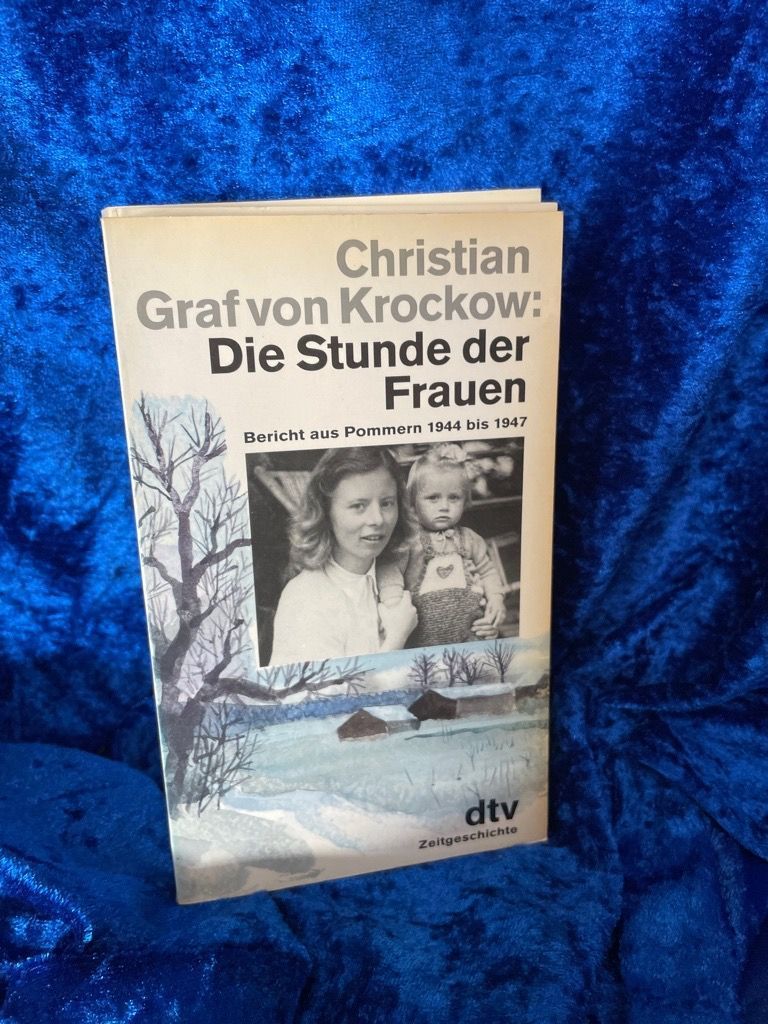 Christian
Graf von Krockow:
Die Stunde der
Frauen
Bericht aus Pommern 1944 bis 1947
dtv
Zeitgeschichte